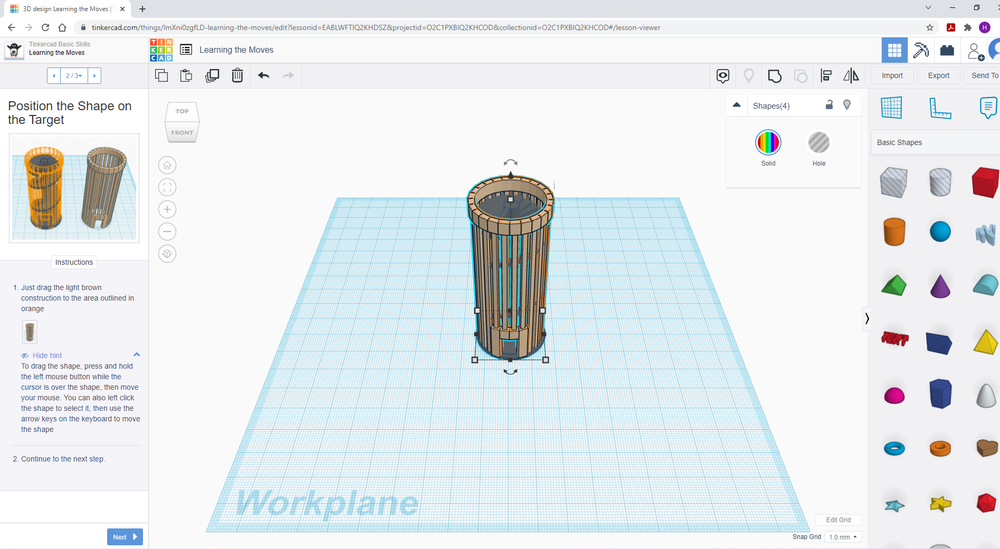 3D design Learning the Moves |
tinkercad.com/things/lmXni0zgfLD-learning-the-moves/edit?lessonid=EABLWFTIQ2KHDSZ&projectid=O2C1PXBIQ2KHCOD&collectionid=O2C1PXBIQ2KHCOD#/lesson-viewer
H
Tinkercad Basic Skills
Learning the Moves
TIN
KER
CAD
Learning the Moves
2 / 3
Import
Export
Send To
Position the Shape on
the Target
TOP
FRONT
Shapes(4)
Solid
Hole
Basic Shapes
Instructions
1. Just drag the light brown
construction to the area outlined in
orange
Hide hint
To drag the shape, press and hold
the left mouse button while the
cursor is over the shape, then move
your mouse. You can also left click
the shape to select it, then use the
arrow keys on the keyboard to move
the shape
2. Continue to the next step.
TEXT
Workplane
Edit Grid
Snap Grid
1.0 mm
Next